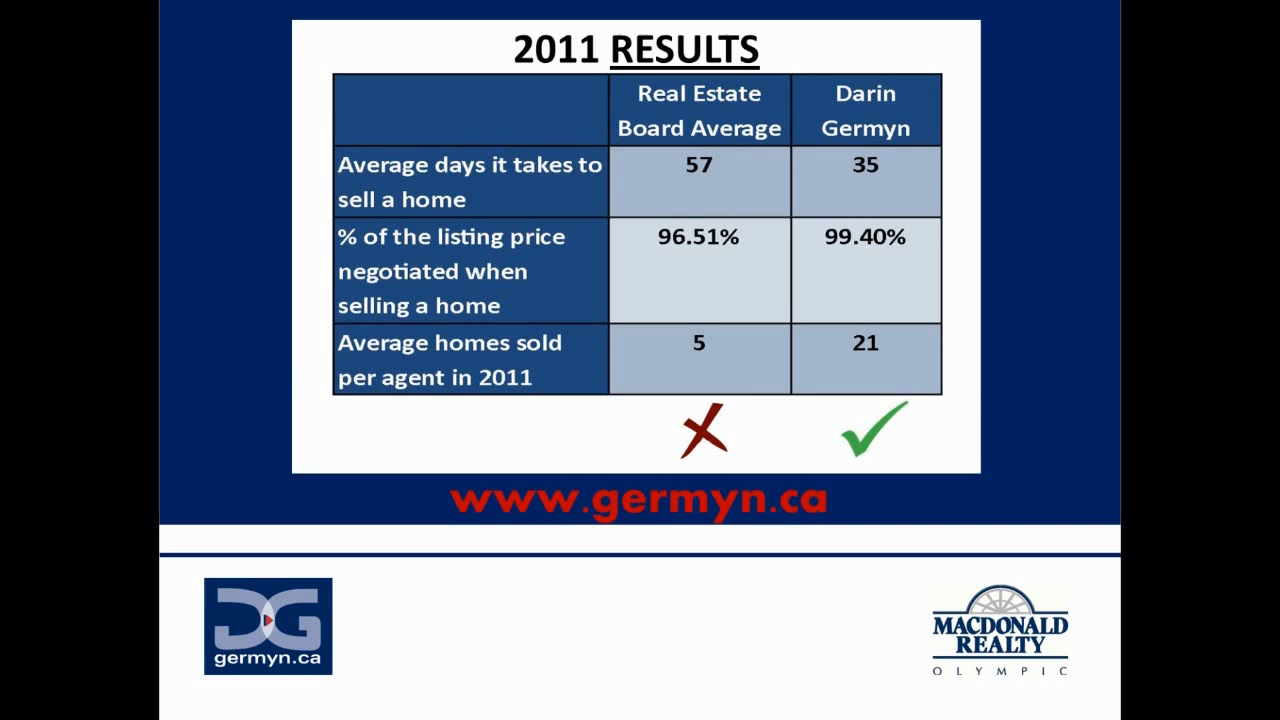 2011 RESULTS
Real Estate
Board Average
Darin
Germyn
Average days it takes to
sell a home
57
35
% of the listing price
negotiated when
selling a home
96.51%
99.40%
Average homes sold
per agent in 2011
5
21
www.germyn.ca
DG
germyn.ca
MACDONALD
REALTY
OLYMPIC